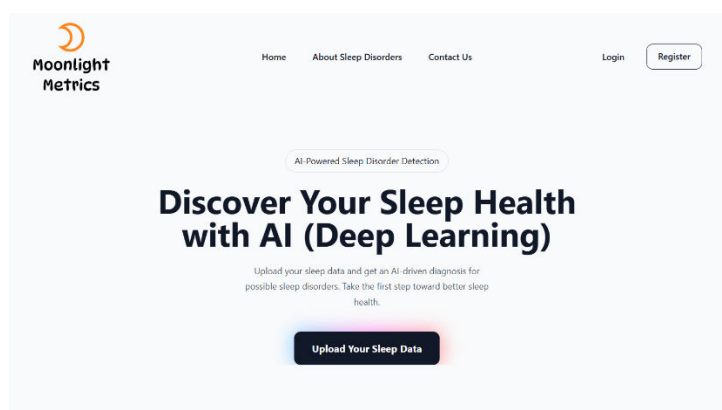 Moonlight
Metrics
Home About Sleep Disorders Contact Us Login Register
AI-Powered Sleep Disorder Detection
Discover Your Sleep Health
with AI (Deep Learning)
Upload your sleep data and get an AI-driven diagnosis for
possible sleep disorders. Take the first step toward better sleep
health.
Upload Your Sleep Data